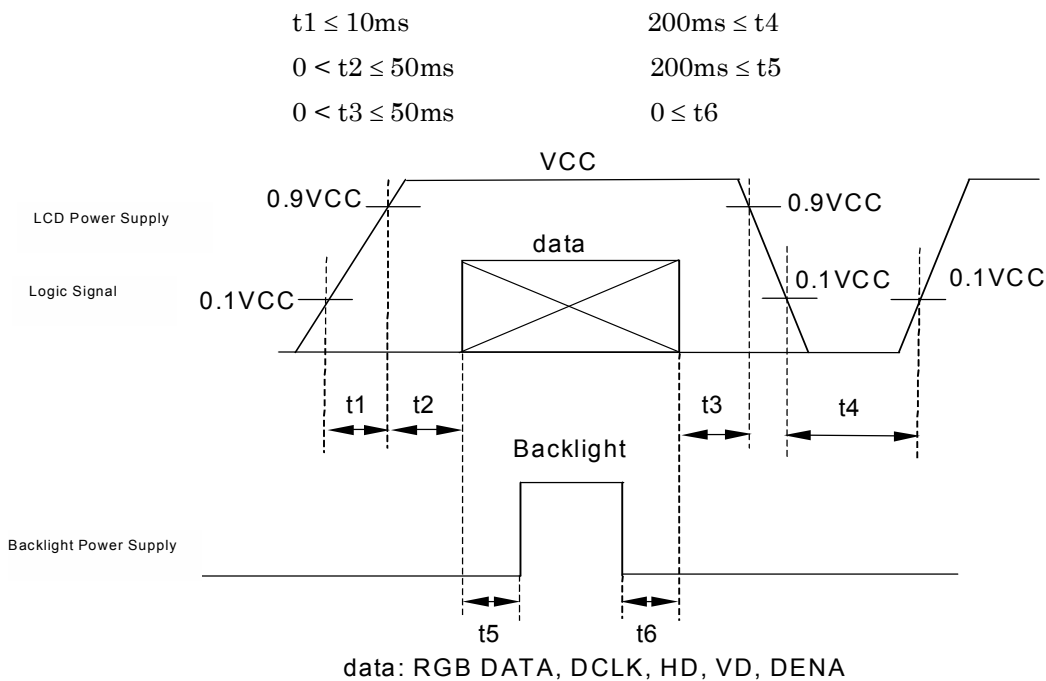 t1 ≤ 10ms 200ms ≤ t4
0 < t2 ≤ 50ms 200ms ≤ t5
0 < t3 ≤ 50ms 0 ≤ t6
VCC
0.9VCC 0.9VCC
LCD Power Supply
data
Logic Signal
0.1VCC 0.1VCC 0.1VCC
t1 t2 t3 t4
Backlight
Backlight Power Supply
t5 t6
data: RGB DATA, DCLK, HD, VD, DENA